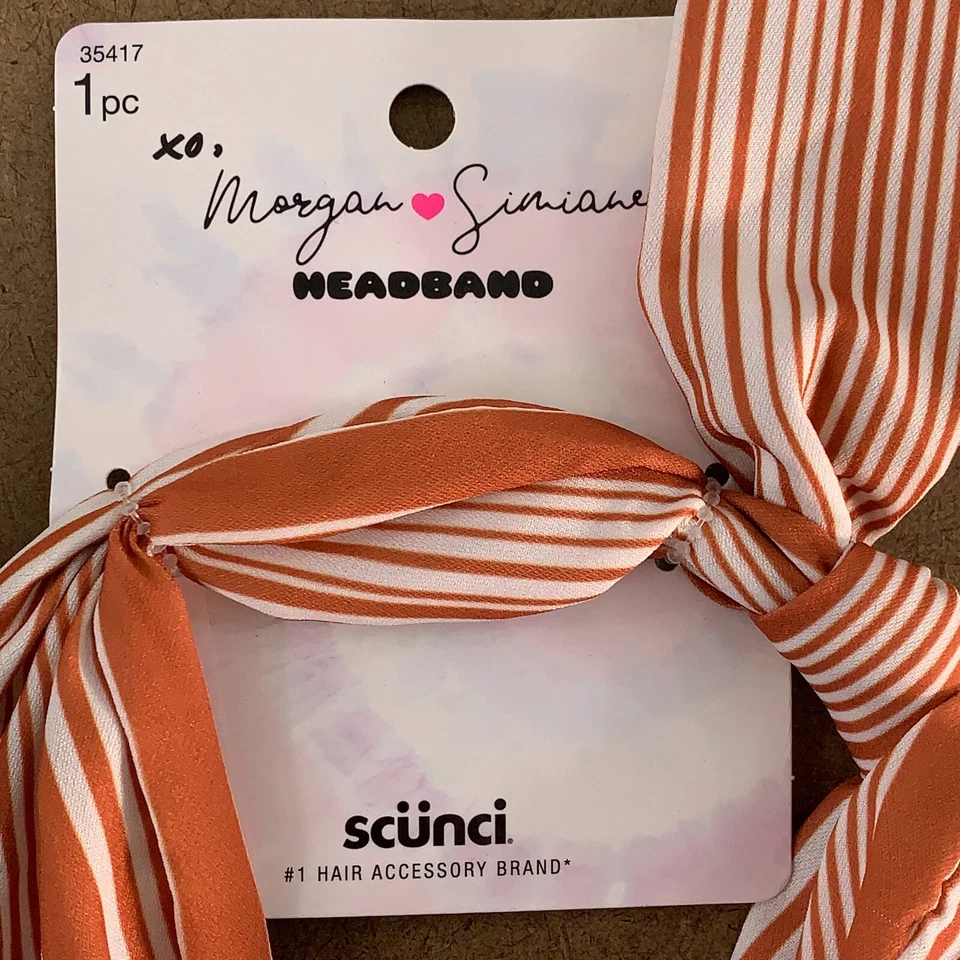 35417
1pc
xo,
Morgan ♥ Simiane
HEADBAND
scünci®
#1 HAIR ACCESSORY BRAND*